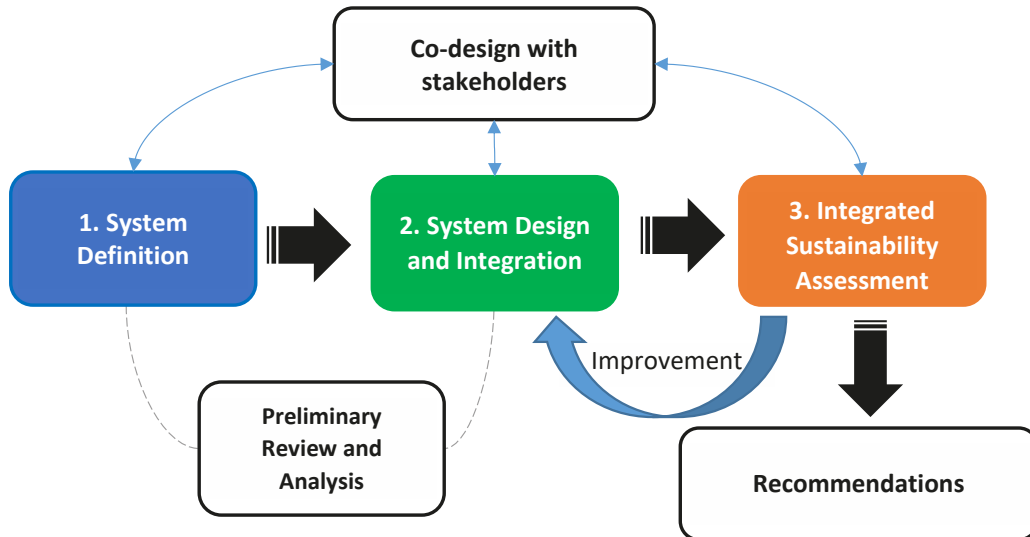 Co-design with
stakeholders
1. System
Definition
2. System Design
and Integration
3. Integrated
Sustainability
Assessment
Improvement
Preliminary
Review and
Analysis
Recommendations